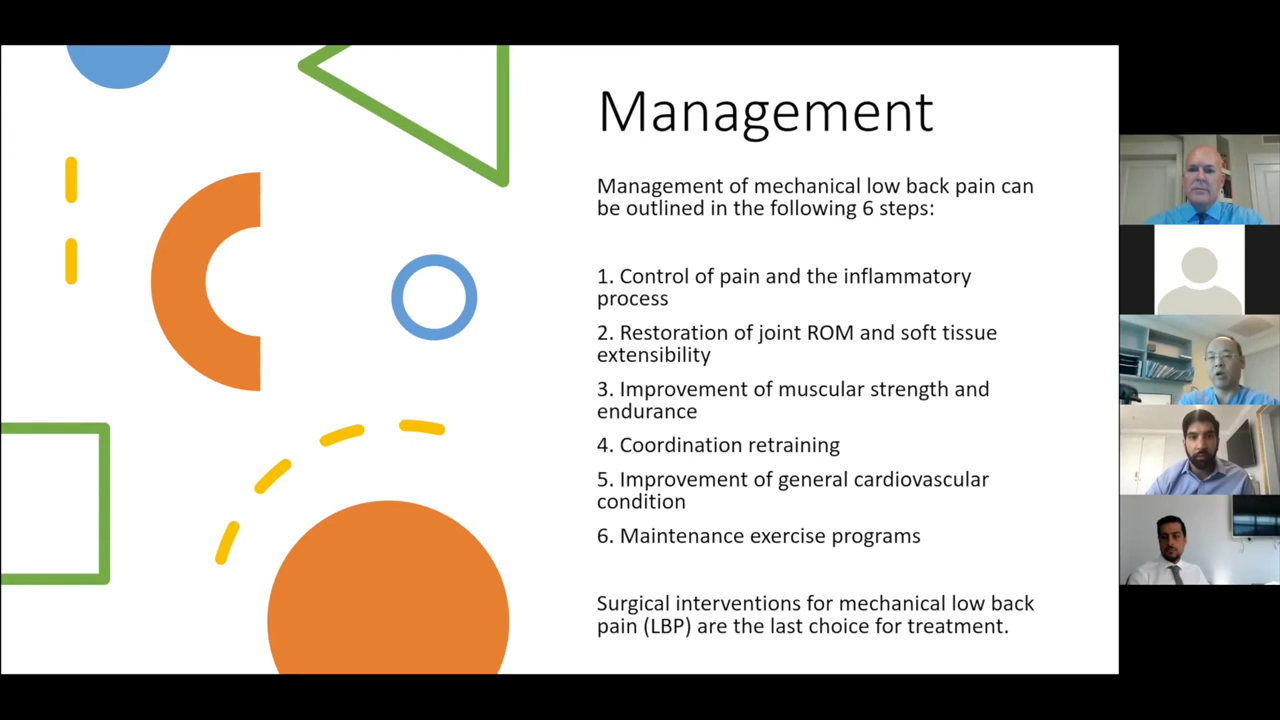 Management
Management of mechanical low back pain can
be outlined in the following 6 steps:
1. Control of pain and the inflammatory
process
2. Restoration of joint ROM and soft tissue
extensibility
3. Improvement of muscular strength and
endurance
4. Coordination retraining
5. Improvement of general cardiovascular
condition
6. Maintenance exercise programs
Surgical interventions for mechanical low back
pain (LBP) are the last choice for treatment.